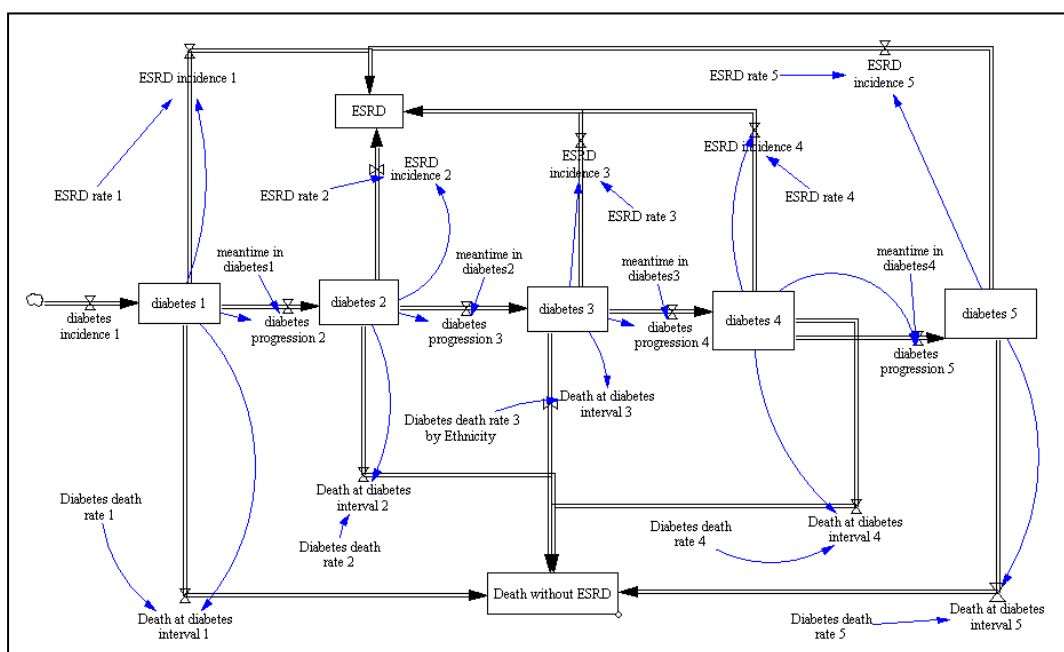 ESRD incidence 1
ESRD rate 5
ESRD
incidence 5
ESRD
ESRD rate 1
ESRD rate 2
ESRD
incidence 2
ESRD
incidence 3
ESRD rate 3
ESRD incidence 4
ESRD rate 4
meantime in
diabetes1
meantime in
diabetes2
meantime in
diabetes3
meantime in
diabetes4
diabetes
incidence 1
diabetes 1
diabetes
progression 2
diabetes 2
diabetes
progression 3
diabetes 3
diabetes
progression 4
diabetes 4
diabetes
progression 5
diabetes 5
Diabetes death rate 3
by Ethnicity
Death at diabetes
interval 3
Diabetes death
rate 1
Death at diabetes
interval 2
Diabetes death
rate 2
Diabetes death
rate 4
Death at diabetes
interval 4
Death without ESRD
Death at diabetes
interval 1
Diabetes death
rate 5
Death at diabetes
interval 5